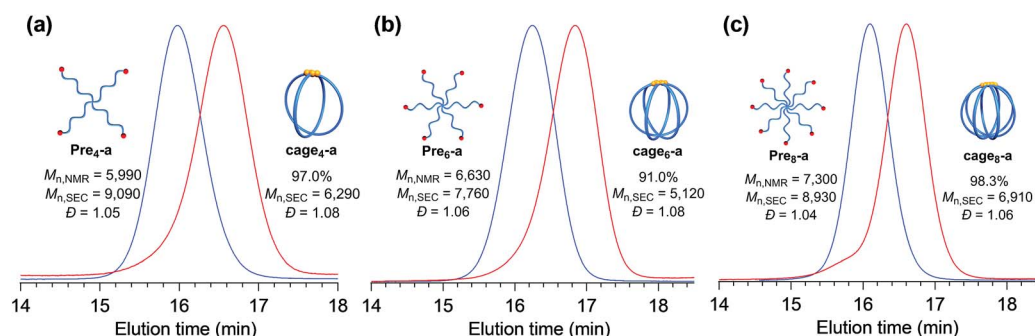 (a)
Pre4-a
Mn,NMR = 5,990
Mn,SEC = 9,090
Đ = 1.05
cage4-a
97.0%
Mn,SEC = 6,290
Đ = 1.08
14 15 16 17 18
Elution time (min)
(b)
Pre6-a
Mn,NMR = 6,630
Mn,SEC = 7,760
Đ = 1.06
cage6-a
91.0%
Mn,SEC = 5,120
Đ = 1.08
14 15 16 17 18
Elution time (min)
(c)
Pre8-a
Mn,NMR = 7,300
Mn,SEC = 8,930
Đ = 1.04
cage8-a
98.3%
Mn,SEC = 6,910
Đ = 1.06
14 15 16 17 18
Elution time (min)